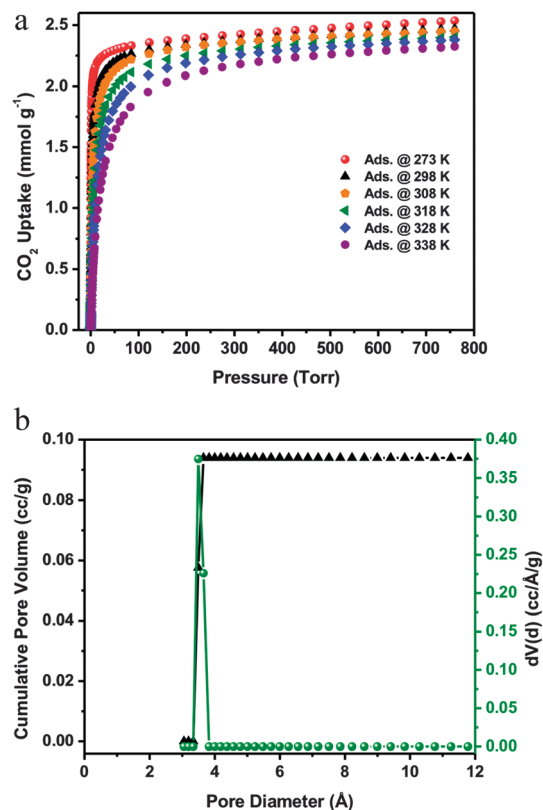 a
CO₂ Uptake (mmol g⁻¹)
2.5
2.0
1.5
1.0
0.5
0.0
Ads. @ 273 K
Ads. @ 298 K
Ads. @ 308 K
Ads. @ 318 K
Ads. @ 328 K
Ads. @ 338 K
0 100 200 300 400 500 600 700 800
Pressure (Torr)
b
Cumulative Pore Volume (cc/g)
0.10
0.08
0.06
0.04
0.02
0.00
0.40
0.35
0.30
0.25
0.20
0.15
0.10
0.05
0.00
dV(d) (cc/Å/g)
0 2 4 6 8 10 12
Pore Diameter (Å)